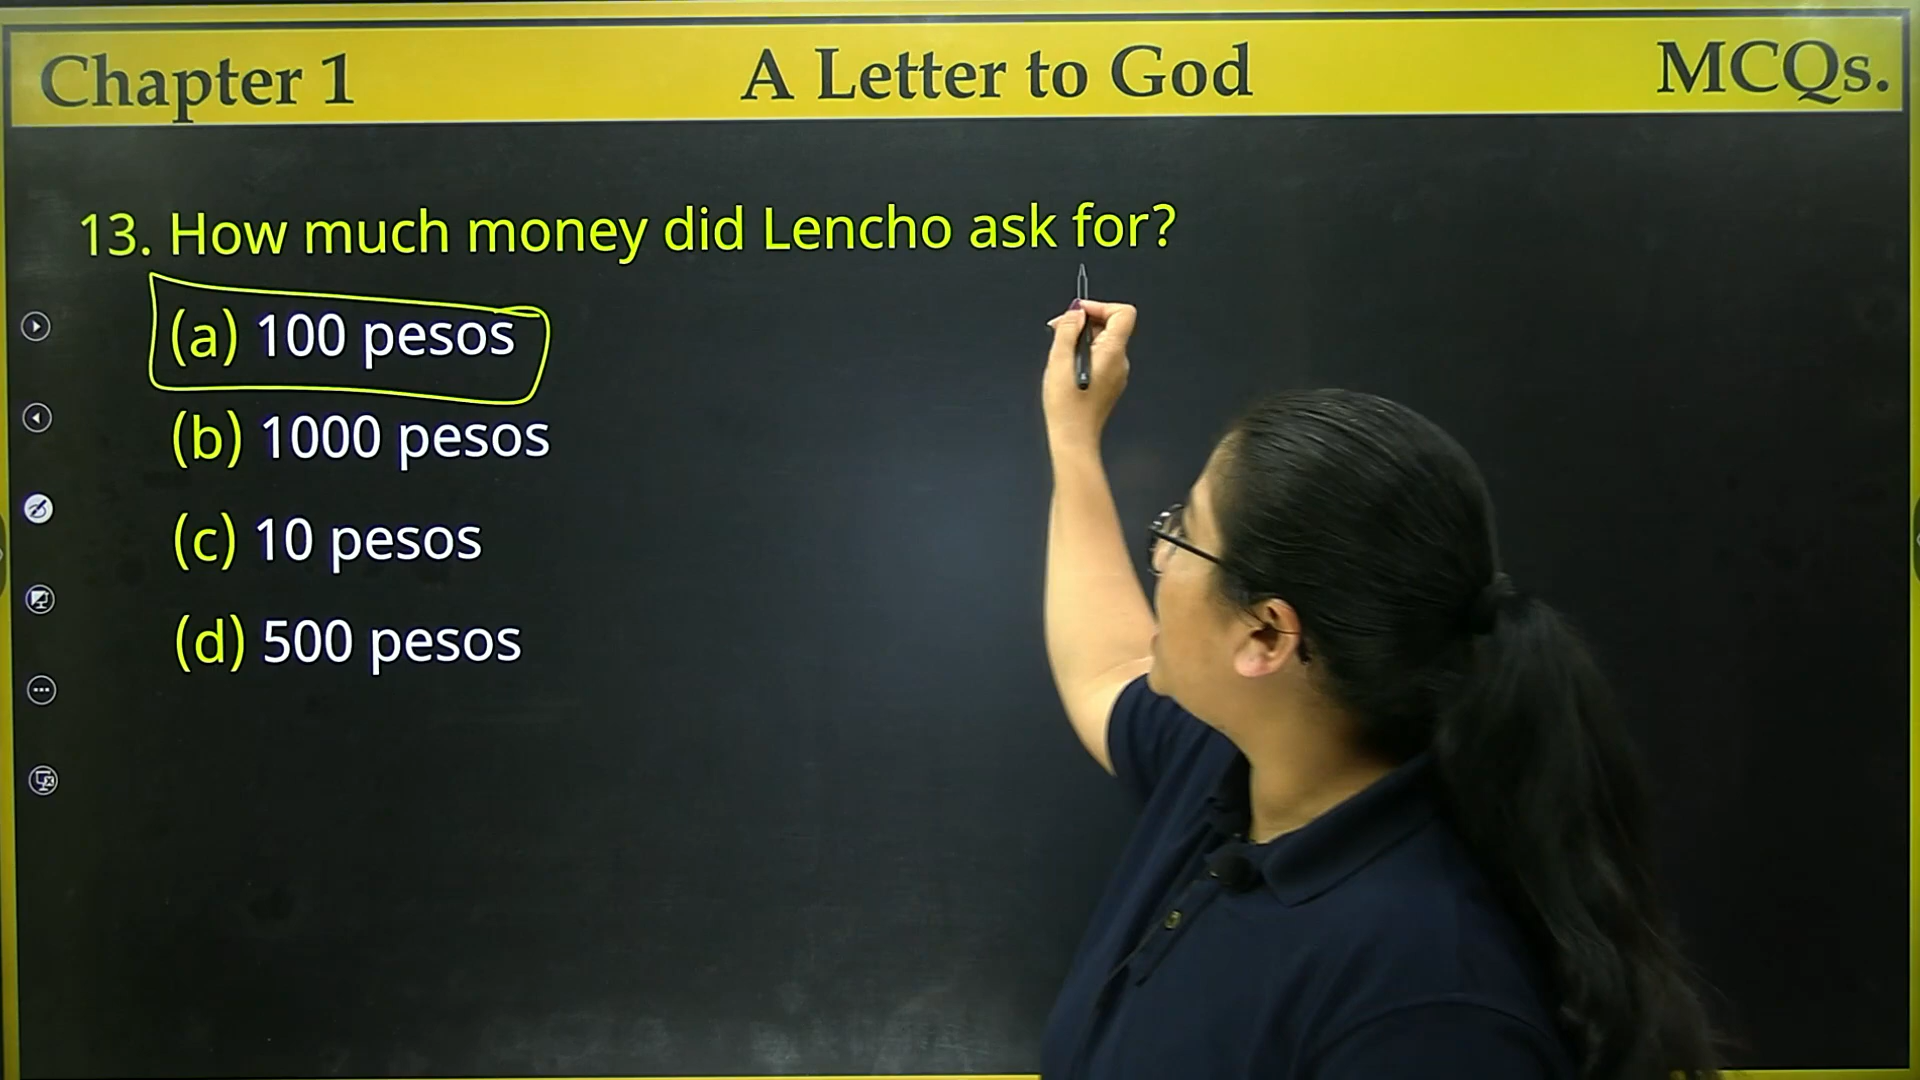 Chapter 1 A Letter to God MCQs.
13. How much money did Lencho ask for?
(a) 100 pesos
(b) 1000 pesos
(c) 10 pesos
(d) 500 pesos